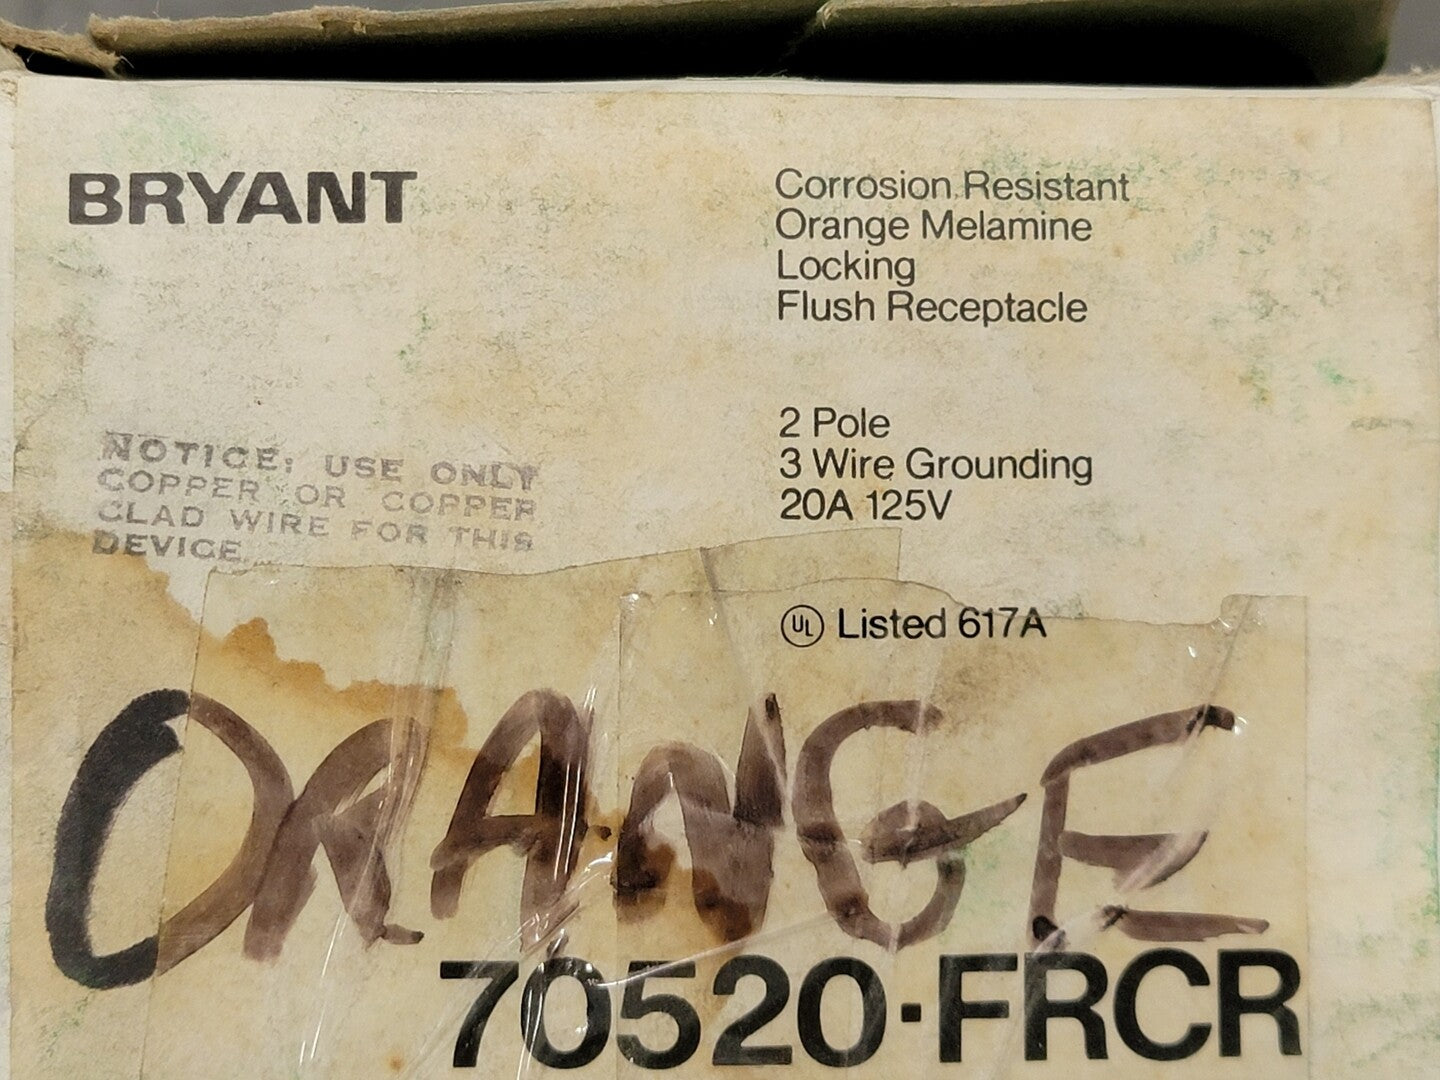 BRYANT
Corrosion Resistant
Orange Melamine
Locking
Flush Receptacle
2 Pole
3 Wire Grounding
20A 125V
NOTICE: USE ONLY
COPPER OR COPPER
CLAD WIRE FOR THIS
DEVICE.
UL Listed 617A
ORANGE
70520·FRCR